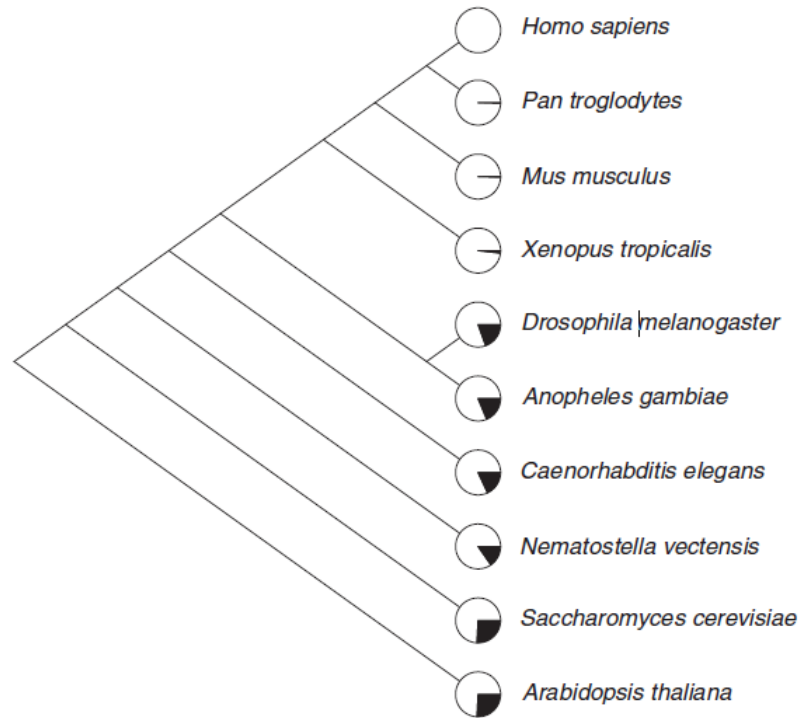 Homo sapiens
Pan troglodytes
Mus musculus
Xenopus tropicalis
Drosophila melanogaster
Anopheles gambiae
Caenorhabditis elegans
Nematostella vectensis
Saccharomyces cerevisiae
Arabidopsis thaliana